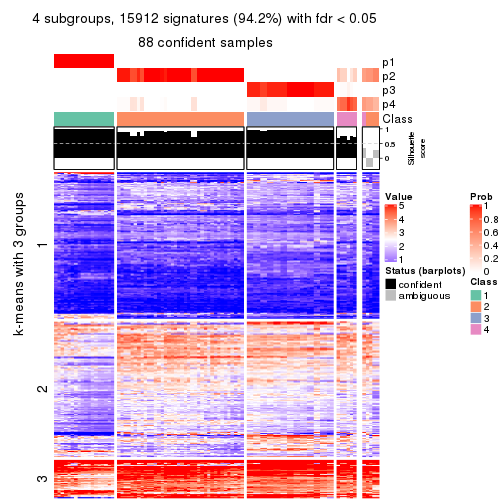 4 subgroups, 15912 signatures (94.2%) with fdr < 0.05
88 confident samples
p1
p2
p3
p4
Class
1
0.5
0
Silhouette
score
k-means with 3 groups
1
2
3
Value
5
4
3
2
1
Status (barplots)
confident
ambiguous
Prob
1
0.8
0.6
0.4
0.2
0
Class
1
2
3
4